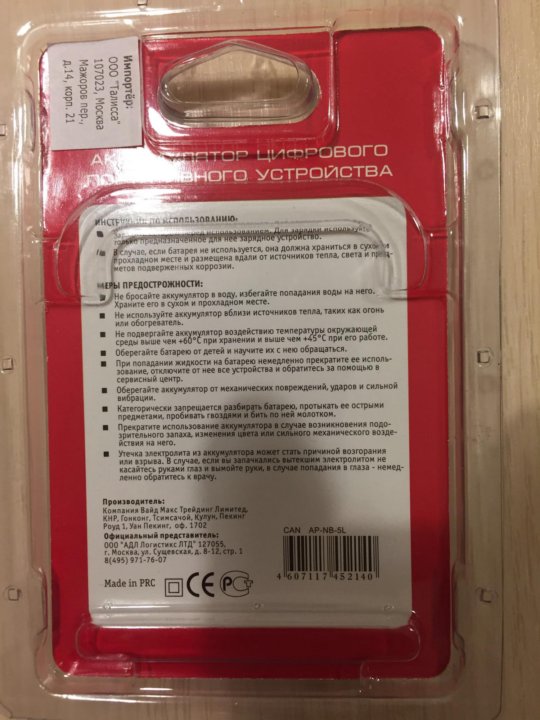 Импортёр:
ООО "Талисса"
107023, Москва
Мажоров пер.,
д.14, корп. 21
ЦИФРОВОГО
УСТРОЙСТВА
ИНСТРУКЦИЯ ПО ИСПОЛЬЗОВАНИЮ:
использованием. Для зарядки используйте
только предназначенное для нее зарядное устройство.
В случае, если батарея не используется, она должна храниться в сухом и
прохладном месте и размещена вдали от источников тепла, света и пред-
метов подверженных коррозии.
МЕРЫ ПРЕДОСТРОЖНОСТИ:
Не бросайте аккумулятор в воду, избегайте попадания воды на него.
Храните его в сухом и прохладном месте.
Не используйте аккумулятор вблизи источников тепла, таких как огонь
или обогреватель.
Не подвергайте аккумулятор воздействию температуры окружающей
среды выше чем +60°С при хранении и выше чем +45°С при его работе.
Оберегайте батарею от детей и научите их с нею обращаться.
При попадании жидкости на батарею немедленно прекратите ее исполь-
зование, отключите от нее все устройства и обратитесь за помощью в
сервисный центр.
Оберегайте аккумулятор от механических повреждений, ударов и сильной
вибрации.
Категорически запрещается разбирать батарею, протыкать ее острыми
предметами, пробивать гвоздями и бить по ней молотком.
Прекратите использование аккумулятора в случае возникновения подо-
зрительного запаха, изменения цвета или сильного механического возде-
йствия на него.
Утечка электролита из аккумулятора может стать причиной возгорания
или взрыва. В случае, если вы запачкались вытекшим электролитом не
касайтесь руками глаз и вымойте руки, в случае попадания в глаза - немед-
ленно обратитесь к врачу.
Производитель:
Компания Вайд Макс Трейдинг Лимитед,
КНР, Гонконг, Тсимсачой, Кулун, Пекинг
Роуд 1, Уан Пекинг, оф. 1702
Официальный представитель:
ООО "АДЛ Логистикс ЛТД" 127055,
г. Москва, ул. Сущевская, д. 8-12, стр. 1
8(495) 971-76-07
CAN AP-NB-5L
4 607117 452140
Made in PRC CE